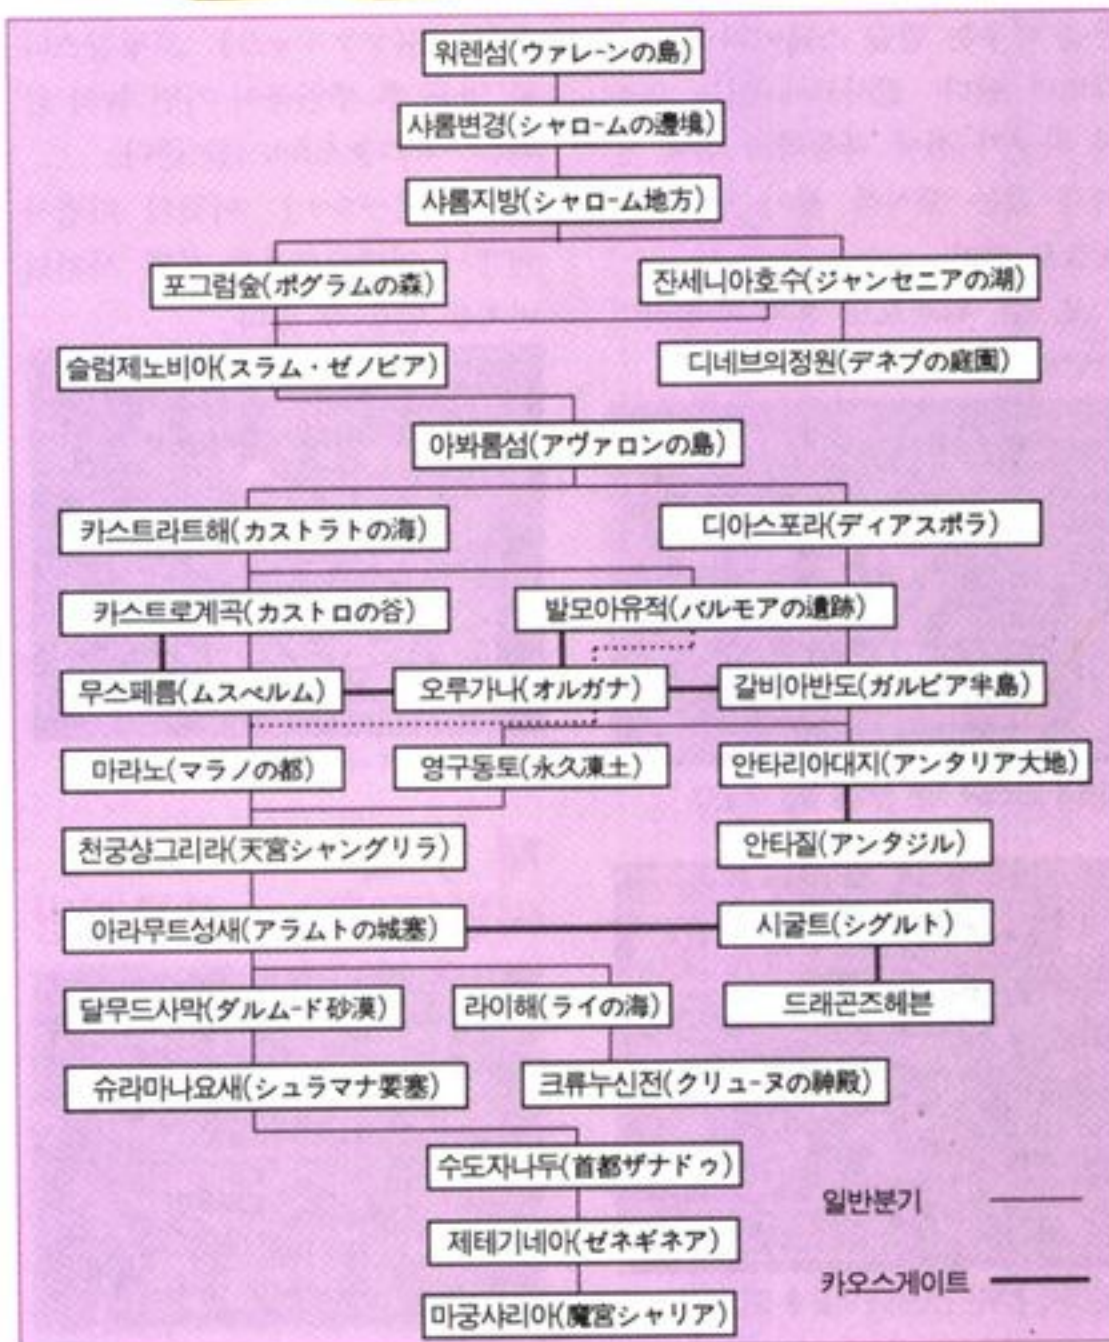 워렌섬(ウァレーンの島)
샤롬변경(シャロームの邊境)
샤롬지방(シャローム地方)
포그럼숲(ポグラムの森)
잔세니아호수(ジャンセニアの湖)
슬럼제노비아(スラム・ゼノビア)
디네브의정원(デネブの庭園)
아봐롬섬(アヴァロンの島)
카스트라트해(カストラトの海)
디아스포라(ディアスポラ)
카스트로계곡(カストロの谷)
발모아유적(バルモアの遺跡)
무스페름(ムスペルム)
오루가나(オルガナ)
갈비아반도(ガルビア半島)
마라노(マラノの都)
영구동토(永久凍土)
안타리아대지(アンタリア大地)
천궁샹그리라(天宮シャングリラ)
안타질(アンタジル)
아라무트성새(アラムトの城塞)
시굴트(シグルト)
달무드사막(ダルムード砂漠)
라이해(ライの海)
드래곤즈헤븐
슈라마나요새(シュラマナ要塞)
크류누신전(クリューヌの神殿)
수도자나두(首都ザナドゥ)
일반분기
제테기네아(ゼネギネア)
카오스게이트
마궁샤리아(魔宮シャリア)